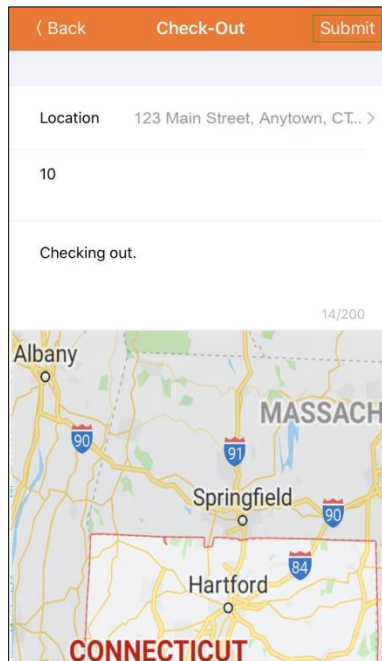 Back Check-Out Submit
Location 123 Main Street, Anytown, CT...
10
Checking out.
14/200
Albany
MASSACH
90
91
Springfield
90
84
Hartford
CONNECTICUT